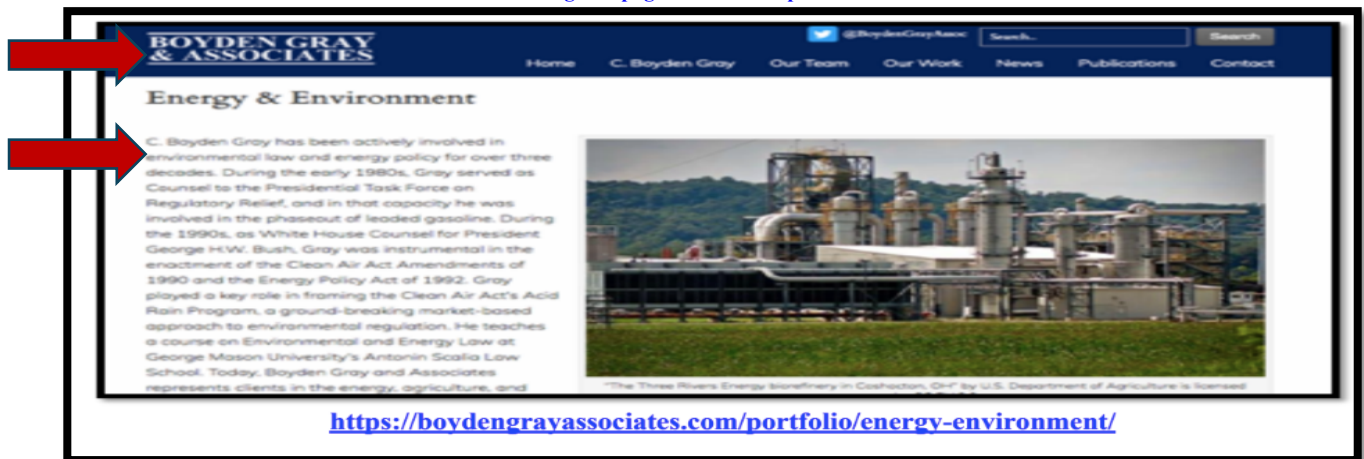 BOYDEN GRAY
& ASSOCIATES
@BoydenGrayAssoc
Search...
Search
Home
C. Boyden Gray
Our Team
Our Work
News
Publications
Contact
Energy & Environment
C. Boyden Gray has been actively involved in
environmental law and energy policy for over three
decades. During the early 1980s, Gray served as
Counsel to the Presidential Task Force on
Regulatory Relief, and in that capacity he was
involved in the phaseout of leaded gasoline. During
the 1990s, as White House Counsel for President
George H.W. Bush, Gray was instrumental in the
enactment of the Clean Air Act Amendments of
1990 and the Energy Policy Act of 1992. Gray
played a key role in framing the Clean Air Act's Acid
Rain Program, a ground-breaking market-based
approach to environmental regulation. He teaches
a course on Environmental and Energy Law at
George Mason University's Antonin Scalia Law
School. Today, Boyden Gray and Associates
represents clients in the energy, agriculture, and
"The Three Rivers Energy biorefinery in Coshocton, OH" by U.S. Department of Agriculture is licensed
https://boydengrayassociates.com/portfolio/energy-environment/